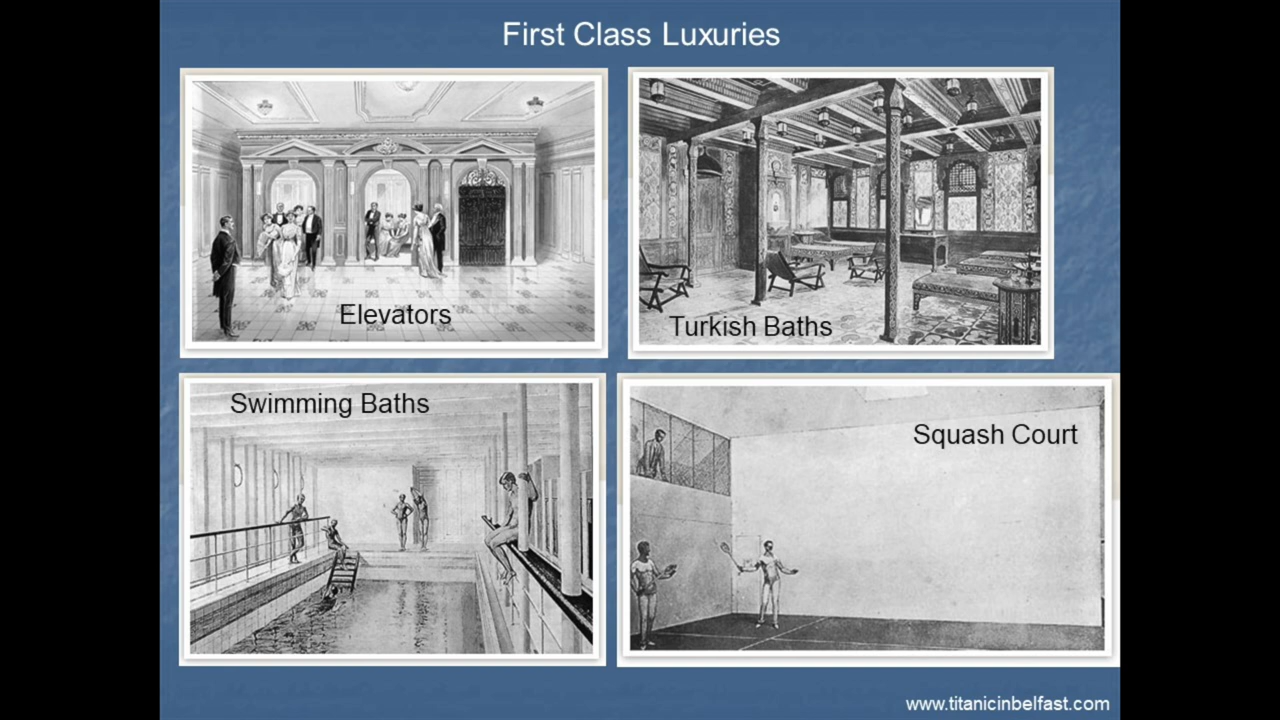 First Class Luxuries
Elevators
Turkish Baths
Swimming Baths
Squash Court
www.titanicinbelfast.com